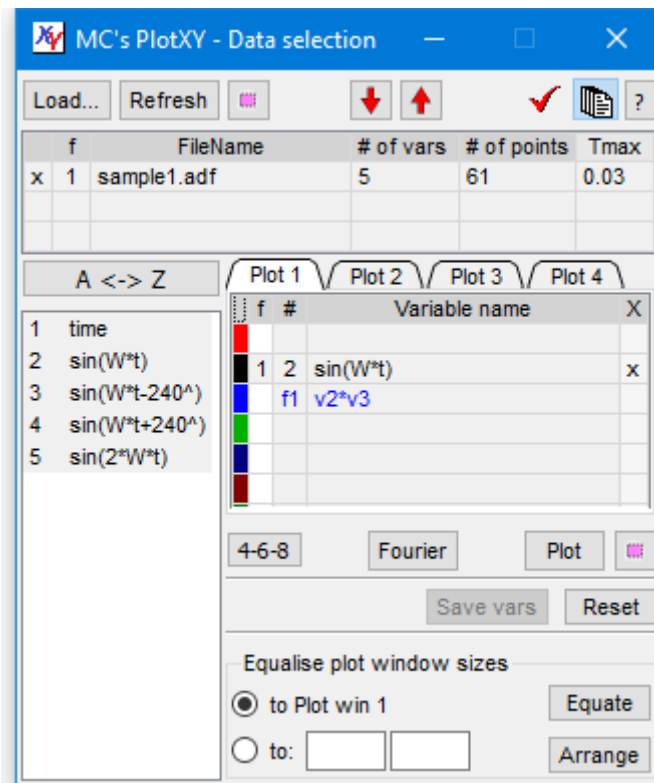 XY MC's PlotXY - Data selection
Load... Refresh ?
f FileName # of vars # of points Tmax
x 1 sample1.adf 5 61 0.03
A <-> Z
1 time
2 sin(W*t)
3 sin(W*t-240^)
4 sin(W*t+240^)
5 sin(2*W*t)
Plot 1 Plot 2 Plot 3 Plot 4
f # Variable name X
1 2 sin(W*t) x
f1 v2*v3
4-6-8 Fourier Plot
Save vars Reset
Equalise plot window sizes
to Plot win 1 Equate
to: Arrange